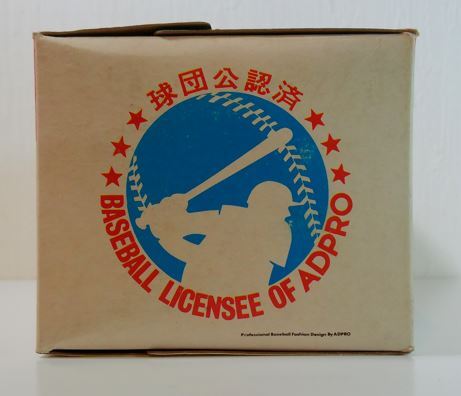 球団公認済
BASEBALL LICENSEE OF ADPRO
Professional Baseball Fashion Design By ADPRO